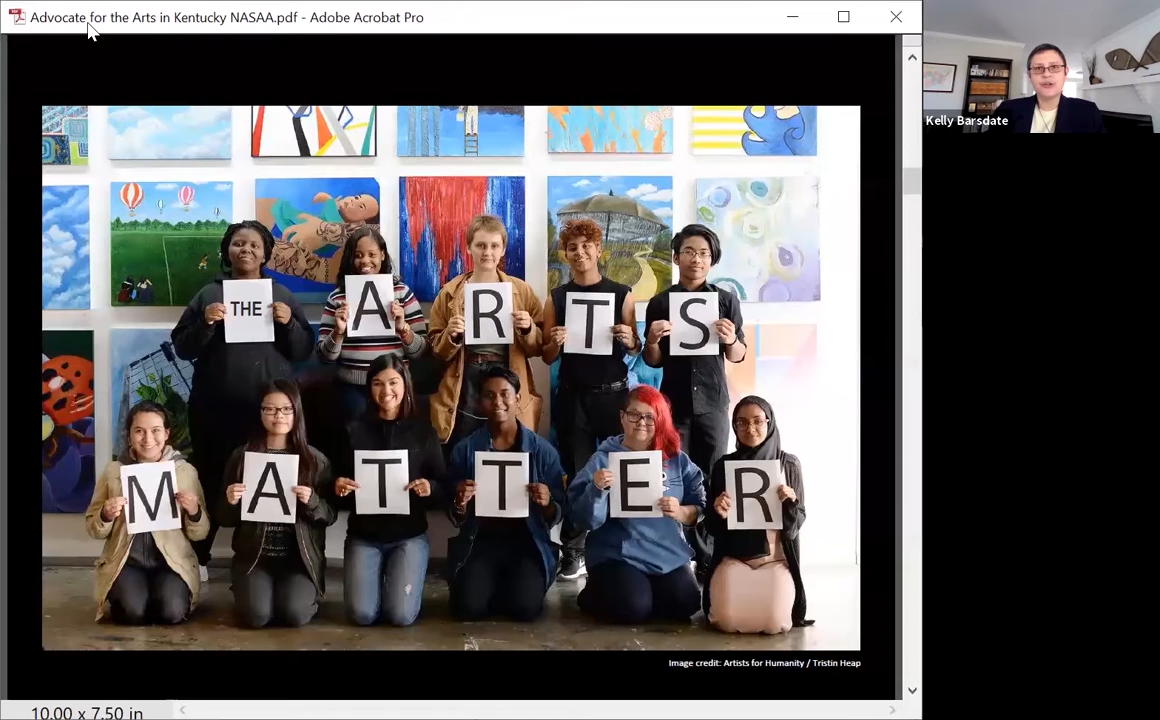 Advocate for the Arts in Kentucky NASAA.pdf - Adobe Acrobat Pro
Kelly Barsdate
THE A R T S
M A T T E R
Image credit: Artists for Humanity / Tristin Heap
10.00 x 7.50 in